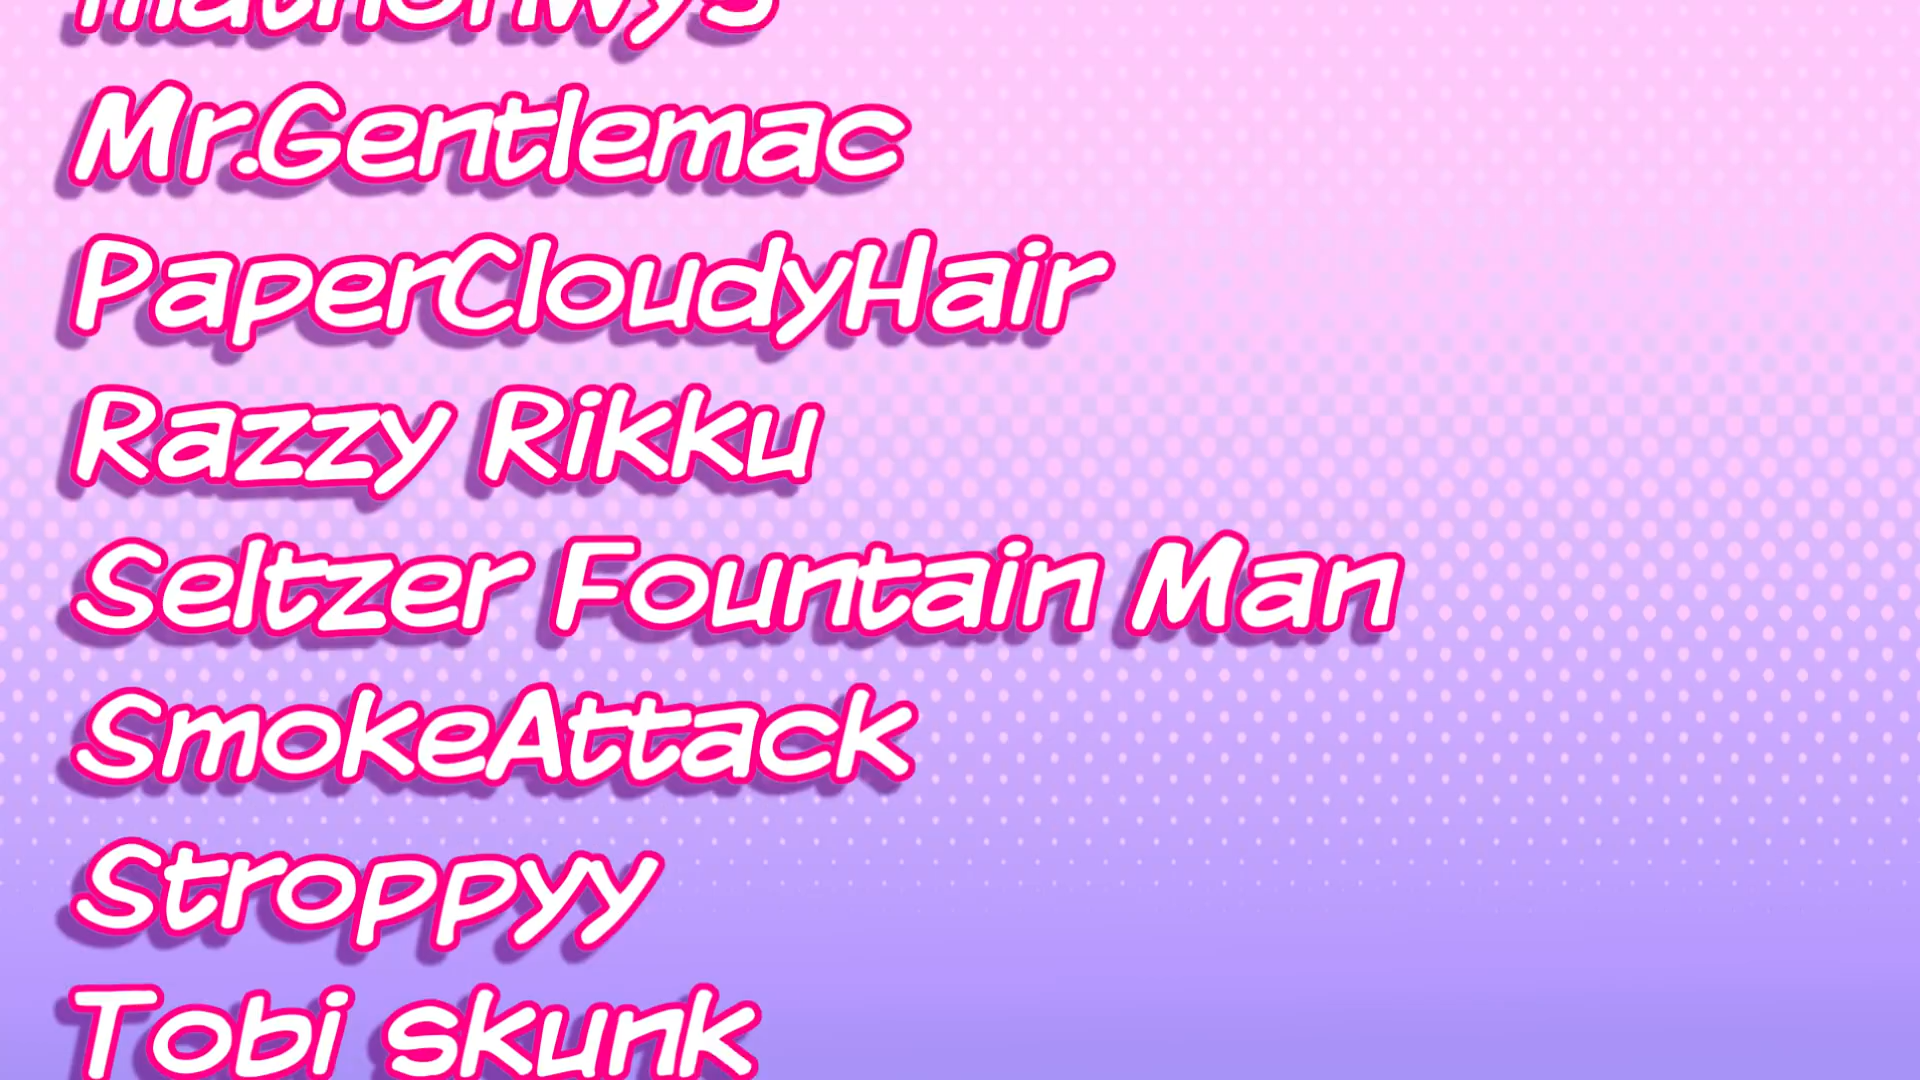 Mr.Gentlemac
PaperCloudyHair
Razzy Rikku
Seltzer Fountain Man
SmokeAttack
Stroppyy
Tobi skunk